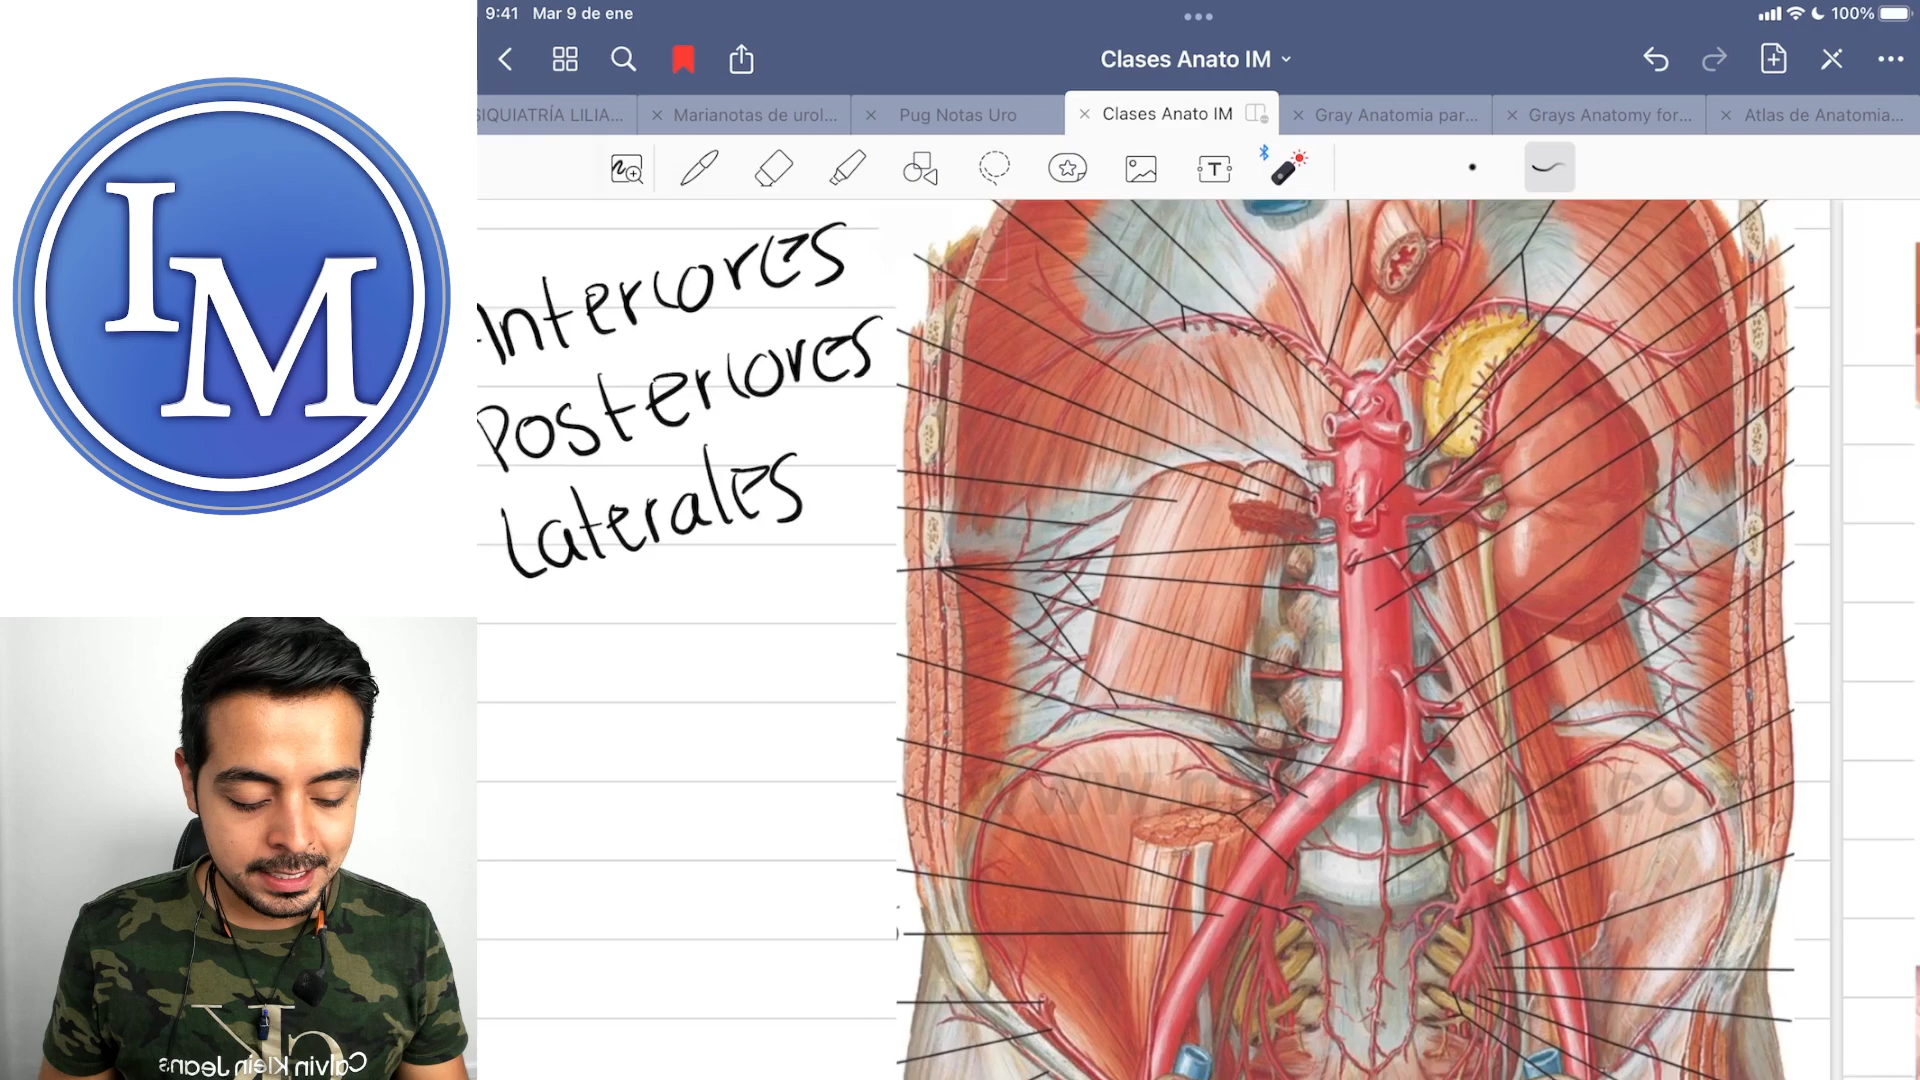 9:41 Mar 9 de ene
100%
Clases Anato IM
SIQUIATRÍA LILIA...
Marianotas de urol...
Pug Notas Uro
Clases Anato IM
Gray Anatomia par...
Grays Anatomy for...
Atlas de Anatomia...
T
IM
Anteriores
Posteriores
Laterales
Calvin Klein Jeans